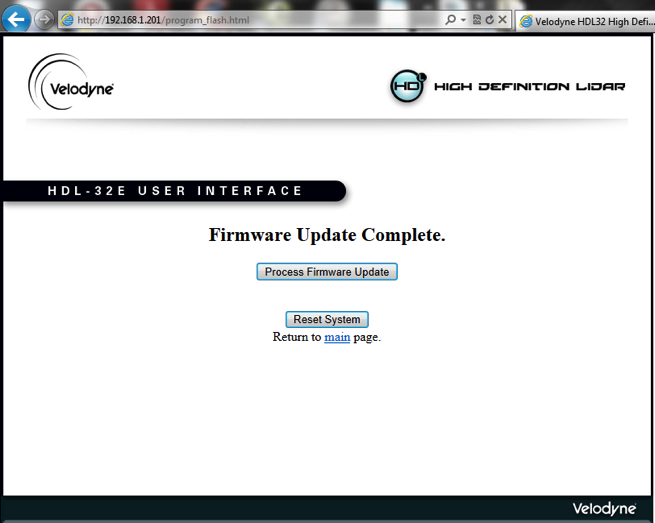 http://192.168.1.201/program_flash.html
Velodyne HDL32 High Defi...
Velodyne
HDL HIGH DEFINITION LIDAR
HDL-32E USER INTERFACE
Firmware Update Complete.
Process Firmware Update
Reset System
Return to main page.
Velodyne